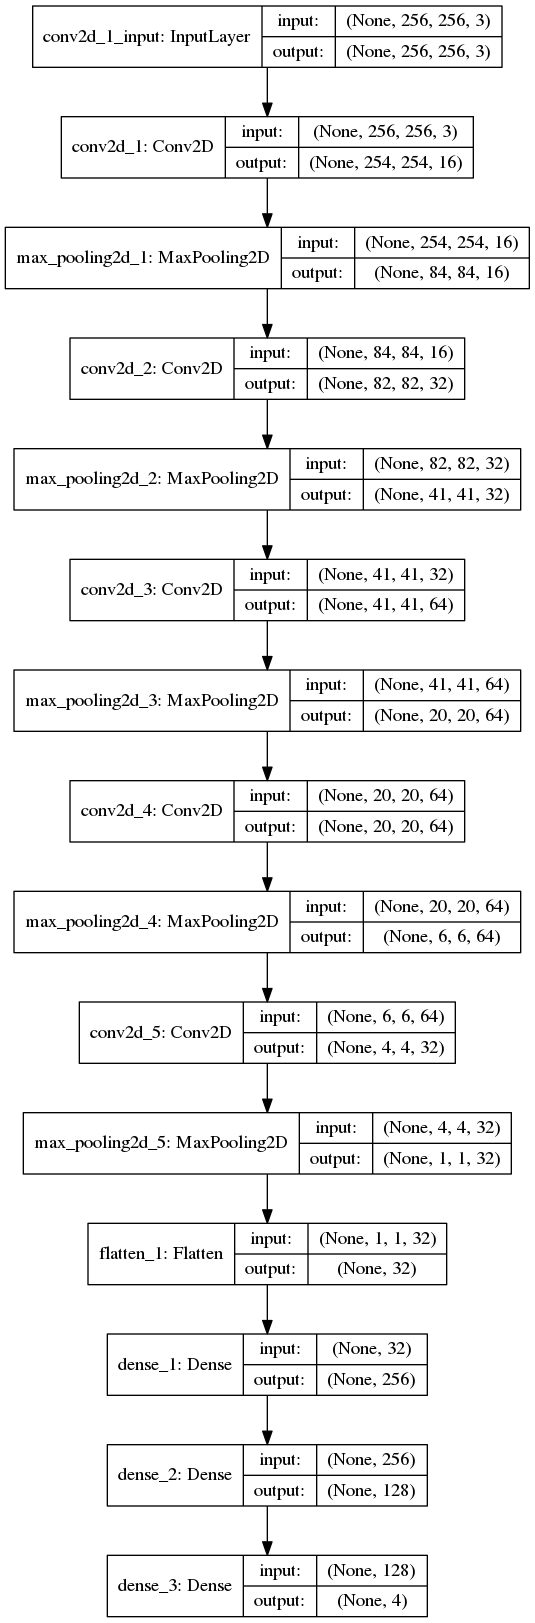 conv2d_1_input: InputLayer
input: (None, 256, 256, 3)
output: (None, 256, 256, 3)
conv2d_1: Conv2D
input: (None, 256, 256, 3)
output: (None, 254, 254, 16)
max_pooling2d_1: MaxPooling2D
input: (None, 254, 254, 16)
output: (None, 84, 84, 16)
conv2d_2: Conv2D
input: (None, 84, 84, 16)
output: (None, 82, 82, 32)
max_pooling2d_2: MaxPooling2D
input: (None, 82, 82, 32)
output: (None, 41, 41, 32)
conv2d_3: Conv2D
input: (None, 41, 41, 32)
output: (None, 41, 41, 64)
max_pooling2d_3: MaxPooling2D
input: (None, 41, 41, 64)
output: (None, 20, 20, 64)
conv2d_4: Conv2D
input: (None, 20, 20, 64)
output: (None, 20, 20, 64)
max_pooling2d_4: MaxPooling2D
input: (None, 20, 20, 64)
output: (None, 6, 6, 64)
conv2d_5: Conv2D
input: (None, 6, 6, 64)
output: (None, 4, 4, 32)
max_pooling2d_5: MaxPooling2D
input: (None, 4, 4, 32)
output: (None, 1, 1, 32)
flatten_1: Flatten
input: (None, 1, 1, 32)
output: (None, 32)
dense_1: Dense
input: (None, 32)
output: (None, 256)
dense_2: Dense
input: (None, 256)
output: (None, 128)
dense_3: Dense
input: (None, 128)
output: (None, 4)